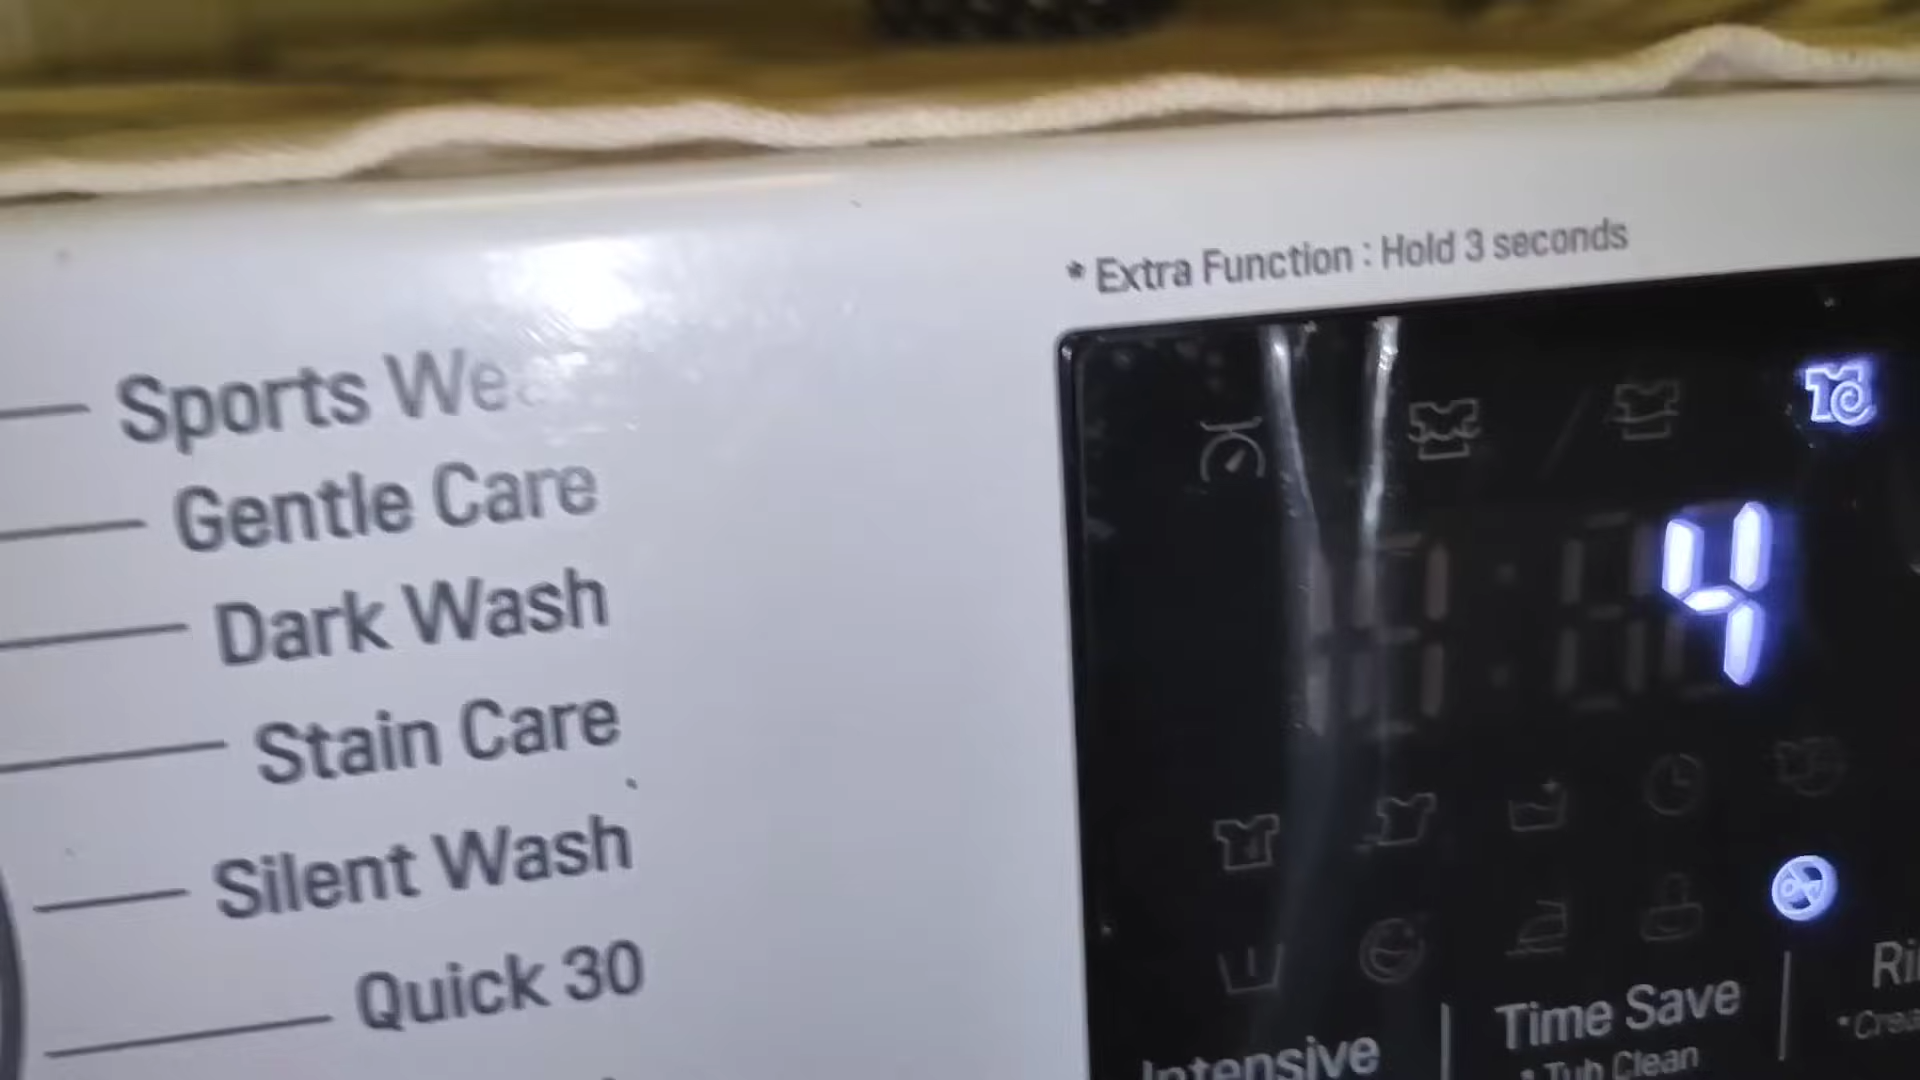 * Extra Function : Hold 3 seconds
Sports
Gentle Care
Dark Wash
Stain Care
Silent Wash
Quick 30
4
Intensive
Time Save
* Tub Clean